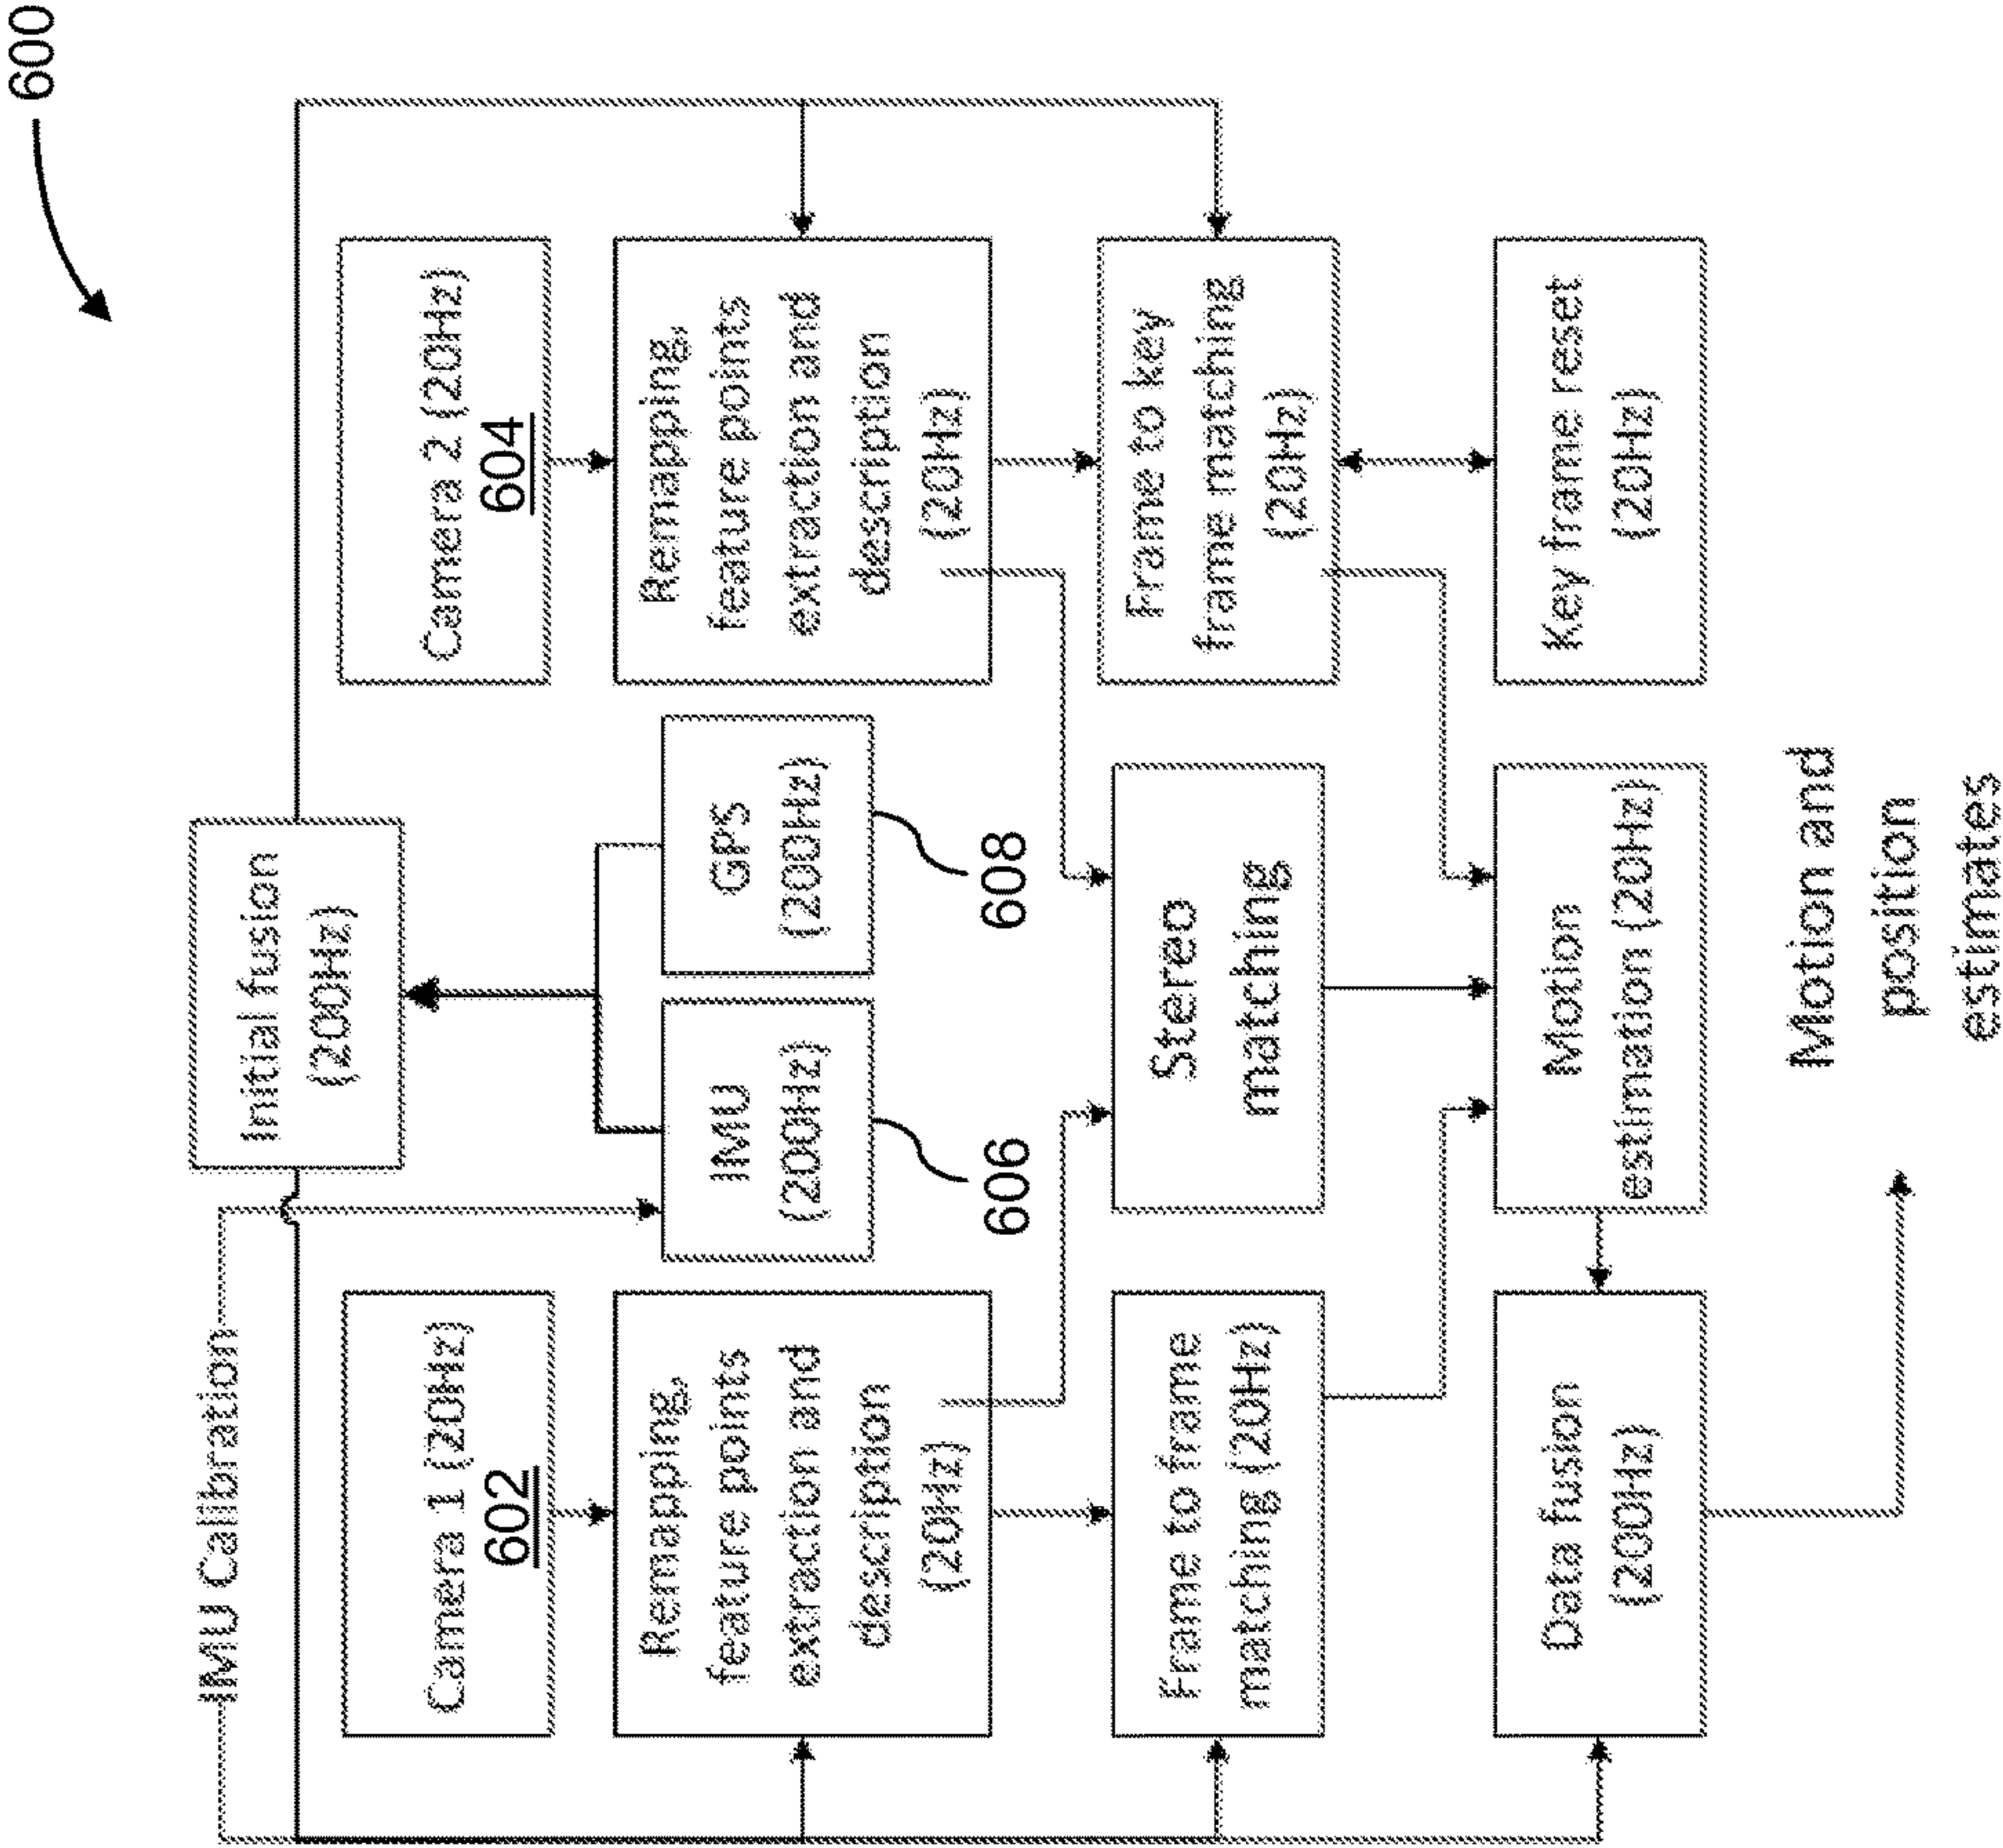 600
Initial fusion
(200Hz)
IMU Calibration
Camera 1 (20Hz)
602
Camera 2 (20Hz)
604
IMU
(200Hz)
606
GPS
(200Hz)
608
Remapping,
feature points
extraction and
description
(20Hz)
Remapping,
feature points
extraction and
description
(20Hz)
Frame to frame
matching (20Hz)
Stereo
matching
Frame to key
frame matching
(20Hz)
Data fusion
(200Hz)
Motion
estimation (20Hz)
Key frame reset
(20Hz)
Motion and
position
estimates